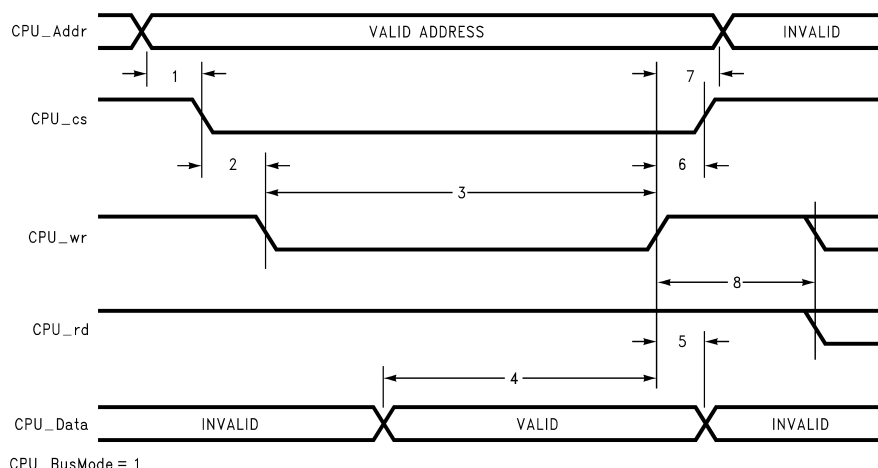 CPU_Addr VALID ADDRESS INVALID
1 7
CPU_cs
2 6
3
CPU_wr
8
CPU_rd
5
4
CPU_Data INVALID VALID INVALID
CPU_BusMode = 1